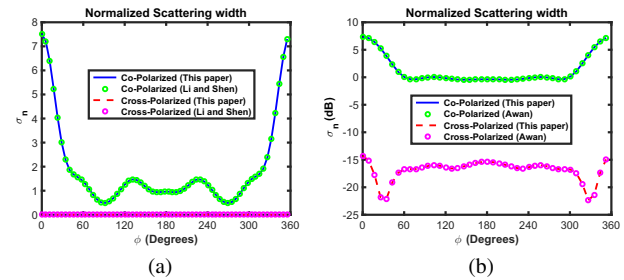 Normalized Scattering width
8
7
6
5
4
3
2
1
0
σn
Co-Polarized (This paper)
Co-Polarized (Li and Shen)
Cross-Polarized (This paper)
Cross-Polarized (Li and Shen)
0 60 120 180 240 300 360
ϕ (Degrees)
(a)
Normalized Scattering width
10
5
0
-5
-10
-15
-20
-25
σn (dB)
Co-Polarized (This paper)
Co-Polarized (Awan)
Cross-Polarized (This paper)
Cross-Polarized (Awan)
0 60 120 180 240 300 360
ϕ (Degrees)
(b)